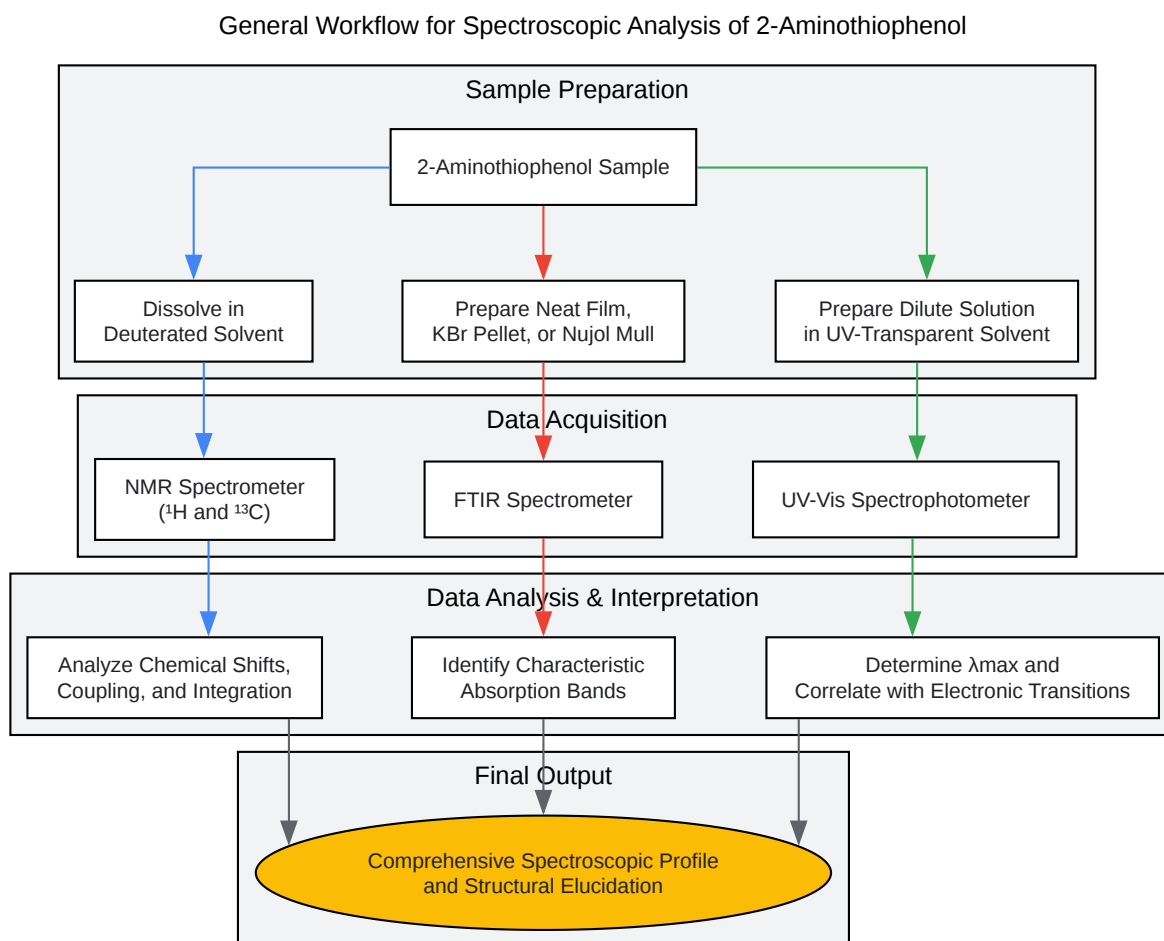 General Workflow for Spectroscopic Analysis of 2-Aminothiophenol
Sample Preparation
2-Aminothiophenol Sample
Dissolve in
Deuterated Solvent
Prepare Neat Film,
KBr Pellet, or Nujol Mull
Prepare Dilute Solution
in UV-Transparent Solvent
Data Acquisition
NMR Spectrometer
(¹H and ¹³C)
FTIR Spectrometer
UV-Vis Spectrophotometer
Data Analysis & Interpretation
Analyze Chemical Shifts,
Coupling, and Integration
Identify Characteristic
Absorption Bands
Determine λmax and
Correlate with Electronic Transitions
Final Output
Comprehensive Spectroscopic Profile
and Structural Elucidation